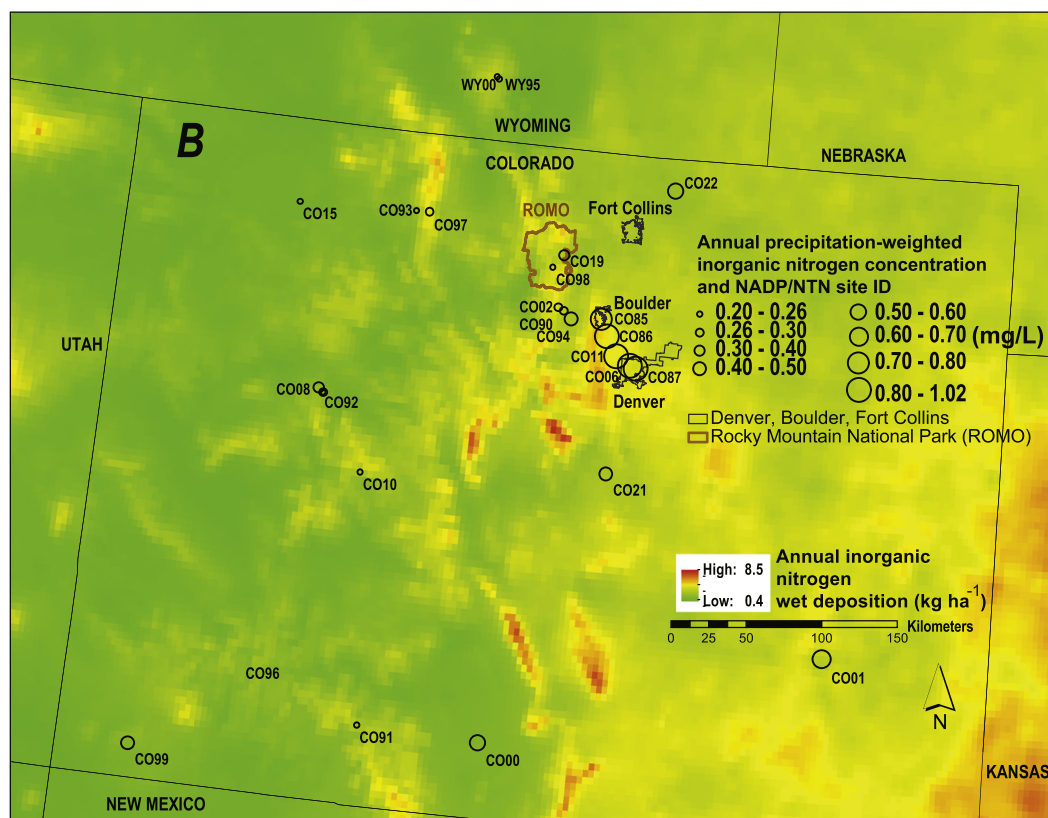 WY00
WY95
B
WYOMING
COLORADO
NEBRASKA
CO22
CO15
CO93
CO97
ROMO
Fort Collins
CO19
CO98
Annual precipitation-weighted
inorganic nitrogen concentration
and NADP/NTN site ID
0.20 - 0.26
0.26 - 0.30
0.30 - 0.40
0.40 - 0.50
0.50 - 0.60
0.60 - 0.70
(mg/L)
0.70 - 0.80
0.80 - 1.02
Denver, Boulder, Fort Collins
Rocky Mountain National Park (ROMO)
CO02
CO90
CO94
Boulder
CO85
CO86
CO11
CO06
CO87
Denver
UTAH
CO08
CO92
CO10
CO21
High: 8.5
Low: 0.4
Annual inorganic
nitrogen
wet deposition (kg ha-1)
Kilometers
0 25 50 100 150
CO01
N
CO96
CO91
CO99
CO00
KANSAS
NEW MEXICO